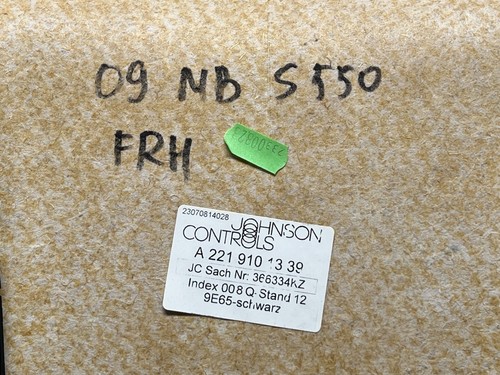 09 MB S550
FRH
23070814028
JOHNSON
CONTROLS
A 221 910 13 39
JC Sach Nr: 366334KZ
Index 008 Q-Stand 12
9E65-schwarz